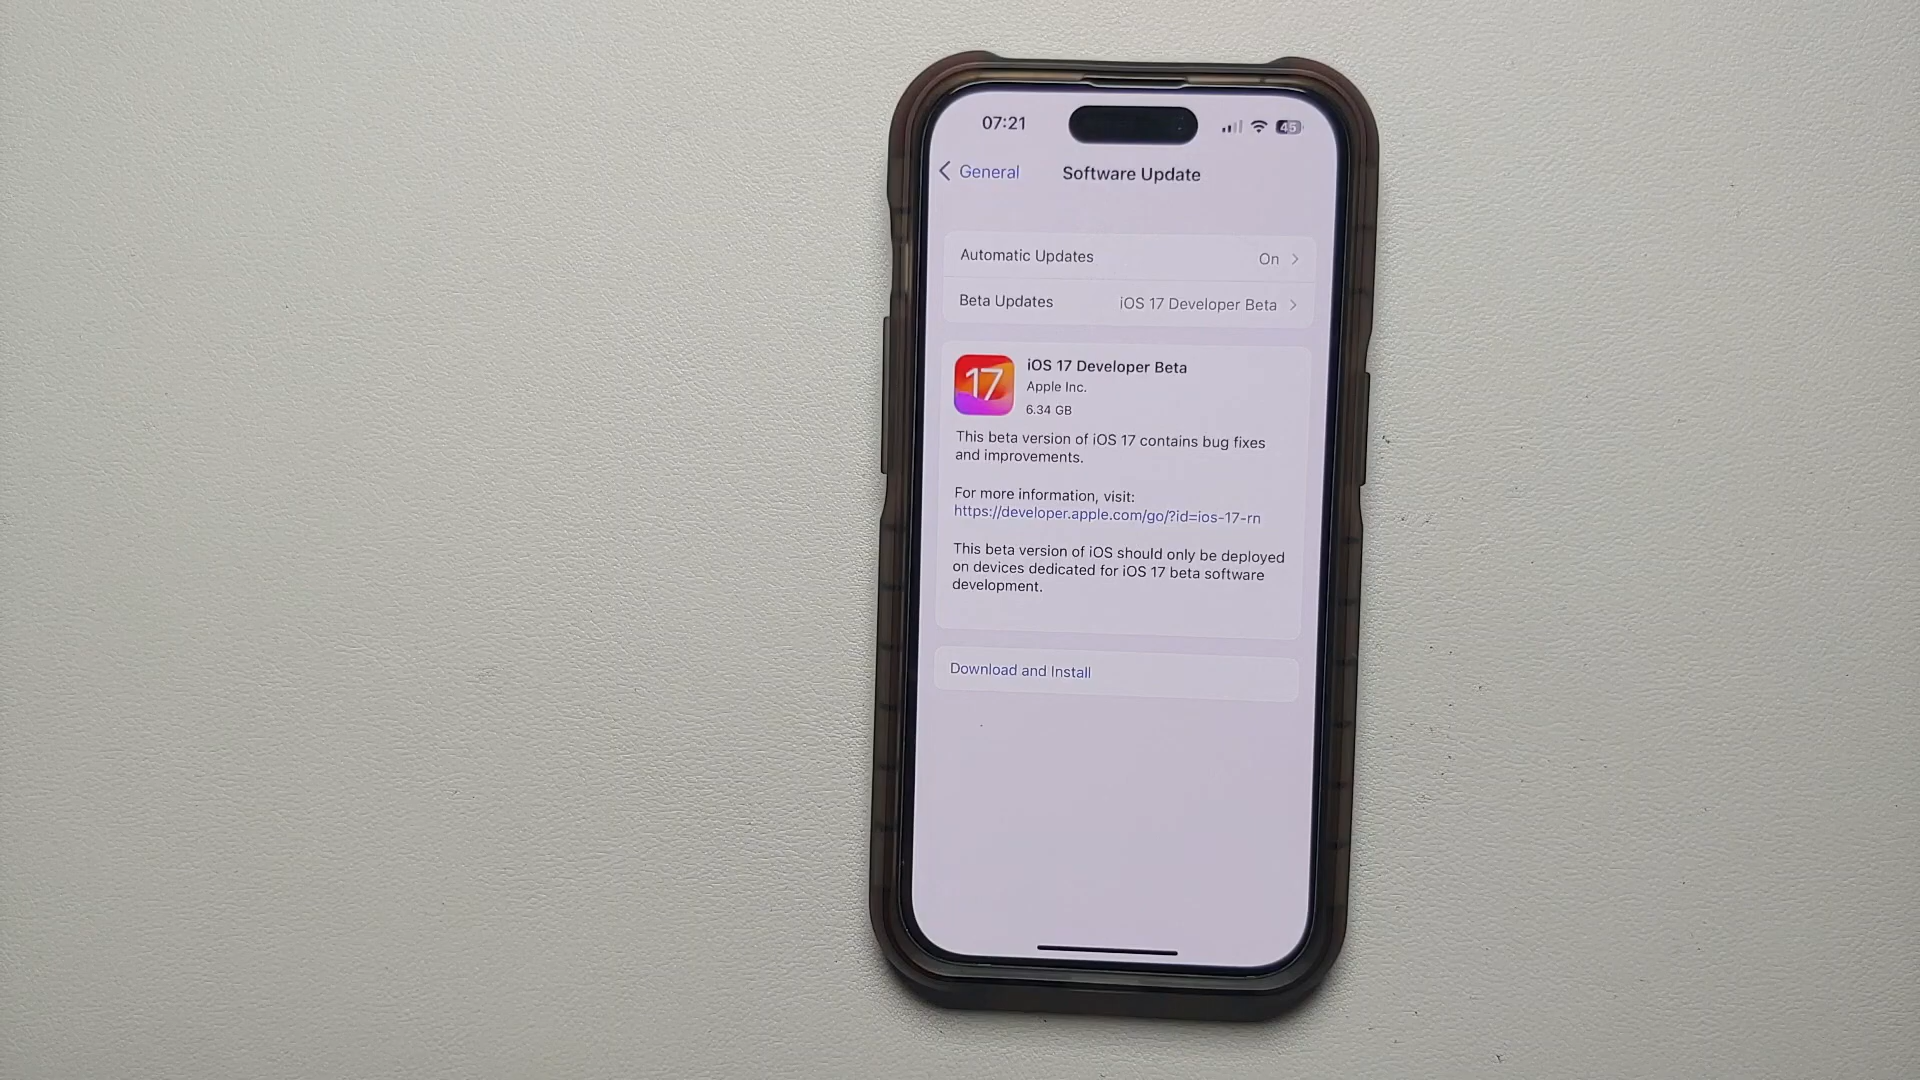 07:21
45
General
Software Update
Automatic Updates On
Beta Updates iOS 17 Developer Beta
17
iOS 17 Developer Beta
Apple Inc.
6.34 GB
This beta version of iOS 17 contains bug fixes
and improvements.
For more information, visit:
https://developer.apple.com/go/?id=ios-17-rn
This beta version of iOS should only be deployed
on devices dedicated for iOS 17 beta software
development.
Download and Install